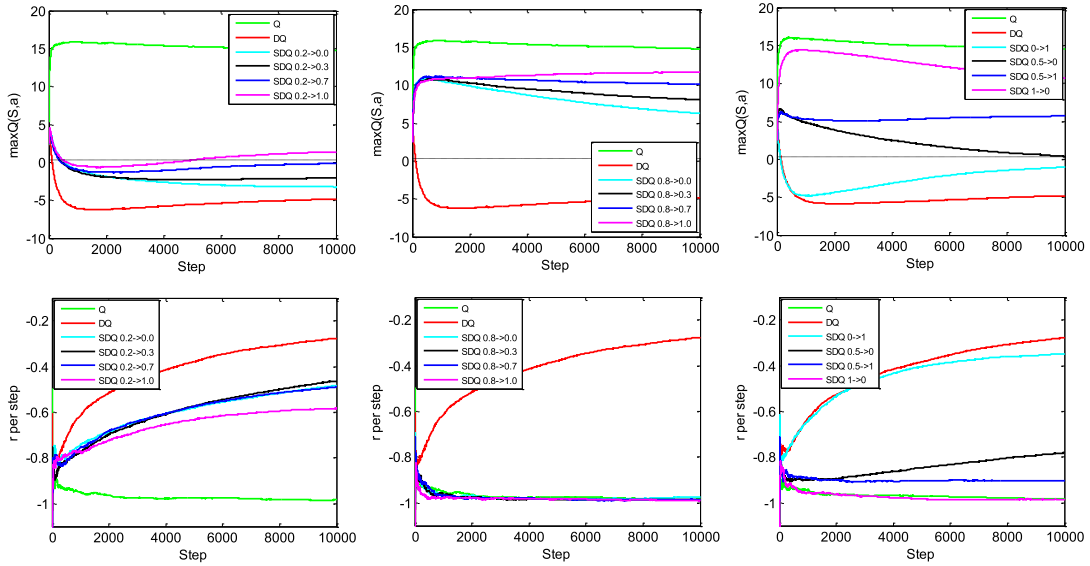 20
15
10
5
0
-5
-10
maxQ(S,a)
Q
DQ
SDQ 0.2->0.0
SDQ 0.2->0.3
SDQ 0.2->0.7
SDQ 0.2->1.0
0 2000 4000 6000 8000 10000
Step
20
15
10
5
0
-5
-10
maxQ(S,a)
Q
DQ
SDQ 0.8->0.0
SDQ 0.8->0.3
SDQ 0.8->0.7
SDQ 0.8->1.0
0 2000 4000 6000 8000 10000
Step
20
15
10
5
0
-5
-10
maxQ(S,a)
Q
DQ
SDQ 0->1
SDQ 0.5->0
SDQ 0.5->1
SDQ 1->0
0 2000 4000 6000 8000 10000
Step
-0.2
-0.4
-0.6
-0.8
-1
r per step
Q
DQ
SDQ 0.2->0.0
SDQ 0.2->0.3
SDQ 0.2->0.7
SDQ 0.2->1.0
0 2000 4000 6000 8000 10000
Step
-0.2
-0.4
-0.6
-0.8
-1
r per step
Q
DQ
SDQ 0.8->0.0
SDQ 0.8->0.3
SDQ 0.8->0.7
SDQ 0.8->1.0
0 2000 4000 6000 8000 10000
Step
-0.2
-0.4
-0.6
-0.8
-1
r per step
Q
DQ
SDQ 0->1
SDQ 0.5->0
SDQ 0.5->1
SDQ 1->0
0 2000 4000 6000 8000 10000
Step